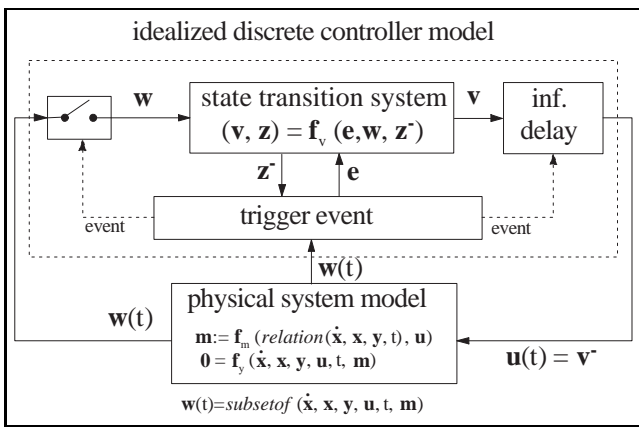 idealized discrete controller model
w
state transition system
(v, z) = f_v (e,w, z⁻)
v
inf.
delay
z⁻
e
event
trigger event
event
w(t)
w(t)
physical system model
m:= f_m (relation(ẋ, x, y, t) , u)
0 = f_y (ẋ, x, y, u, t, m)
u(t) = v⁻
w(t)=subsetof (ẋ, x, y, u, t, m)